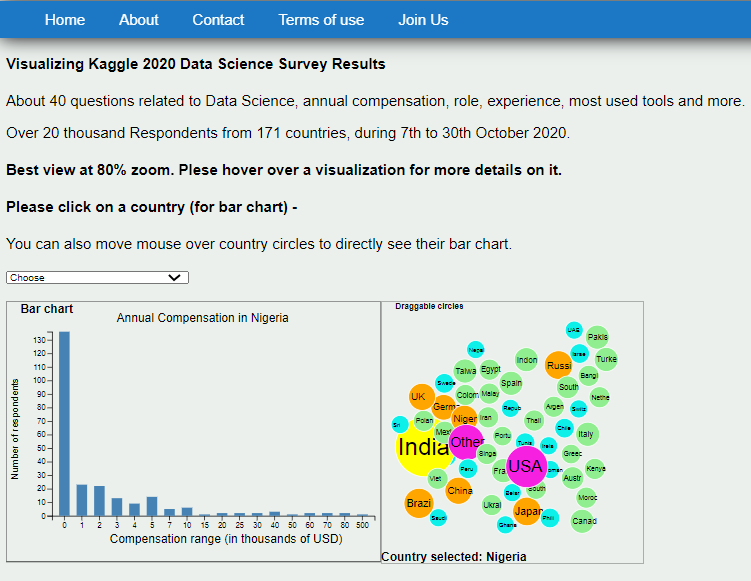 Home About Contact Terms of use Join Us
Visualizing Kaggle 2020 Data Science Survey Results
About 40 questions related to Data Science, annual compensation, role, experience, most used tools and more.
Over 20 thousand Respondents from 171 countries, during 7th to 30th October 2020.
Best view at 80% zoom. Plese hover over a visualization for more details on it.
Please click on a country (for bar chart) -
You can also move mouse over country circles to directly see their bar chart.
Choose
Bar chart
Annual Compensation in Nigeria
Number of respondents
130
120
110
100
90
80
70
60
50
40
30
20
10
0
0 1 2 3 4 5 7 10 15 20 25 30 40 50 60 70 80 500
Compensation range (in thousands of USD)
Draggable circles
UAE
Pakis
Nepal
Israe
Turke
Indon
Russi
Taiwa
Egypt
Bangl
Swede
Spain
South
UK
Colom
Malay
Nethe
Germ
Repub
Argen
Switz
Sri
Polan
Niger
Iran
Thail
Mex
Chile
India
Other
Portu
Italy
Tunis
Irela
Singa
Greec
Peru
Fra
USA
Kenya
Viet
Austr
China
Belar
outh
Moroc
Brazi
Ukrai
Japan
Saudi
Phili
Ghana
Canad
Country selected: Nigeria